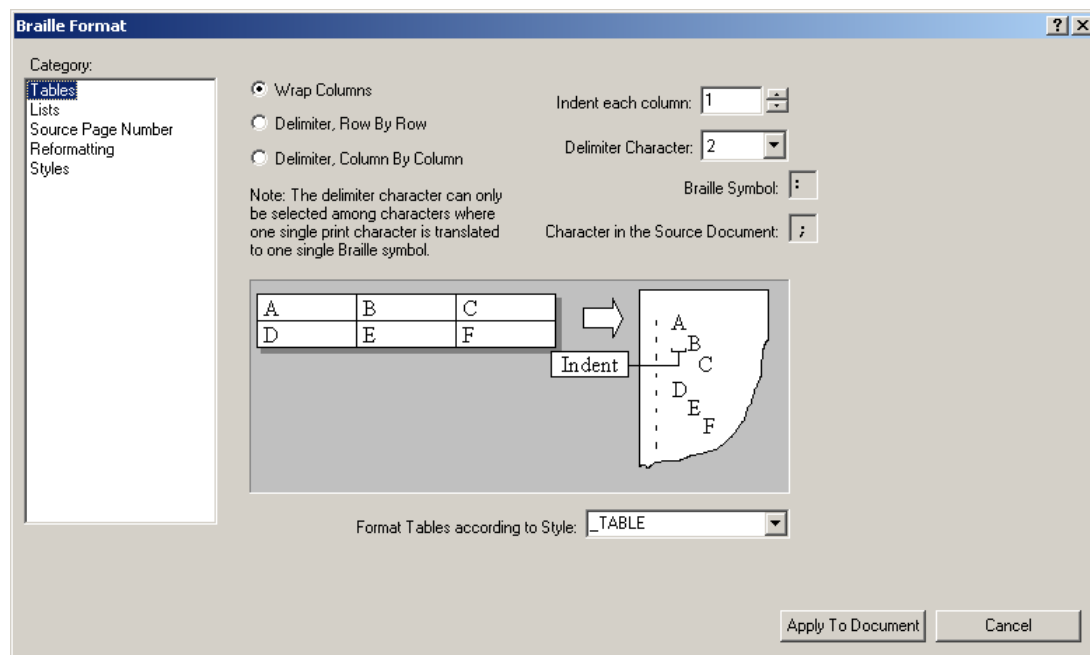 Braille Format
Category:
Tables
Lists
Source Page Number
Reformatting
Styles
Wrap Columns
Delimiter, Row By Row
Delimiter, Column By Column
Note: The delimiter character can only
be selected among characters where
one single print character is translated
to one single Braille symbol.
Indent each column: 1
Delimiter Character: 2
Braille Symbol: :
Character in the Source Document: ;
A B C
D E F
Indent
A
B
C
D
E
F
Format Tables according to Style: _TABLE
Apply To Document Cancel